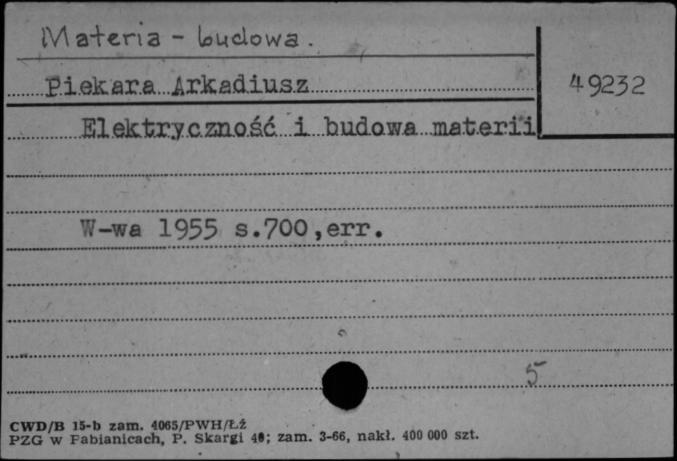 Materia - budowa.
Piekara Arkadiusz
49232
Elektryczność i budowa materii
W-wa 1955 s.700,err.
5
CWD/B 15-b zam. 4065/PWH/Łź
PZG w Pabianicach, P. Skargi 40; zam. 3-66, nakł. 400 000 szt.